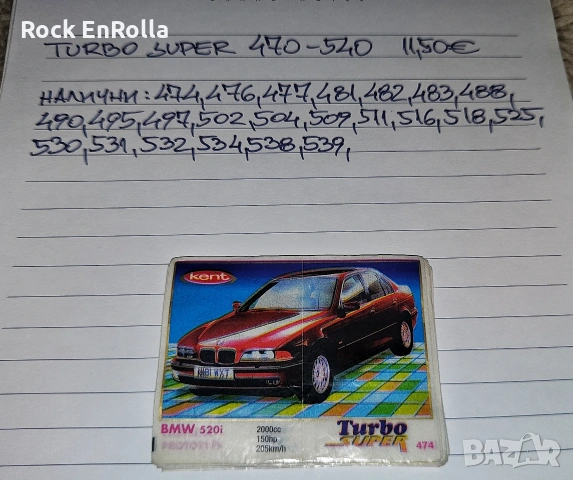 Rock EnRolla
TURBO SUPER 470-540 11,50€
НАЛИЧНИ: 474, 476, 477, 481, 482, 483, 488,
490, 495, 497, 502, 504, 509, 511, 516, 518, 525,
530, 531, 532, 534, 538, 539,
kent
BMW 520i
PROTOTYPE
2000cc
150hp
205km/h
Turbo
SUPER
474
BAZAR